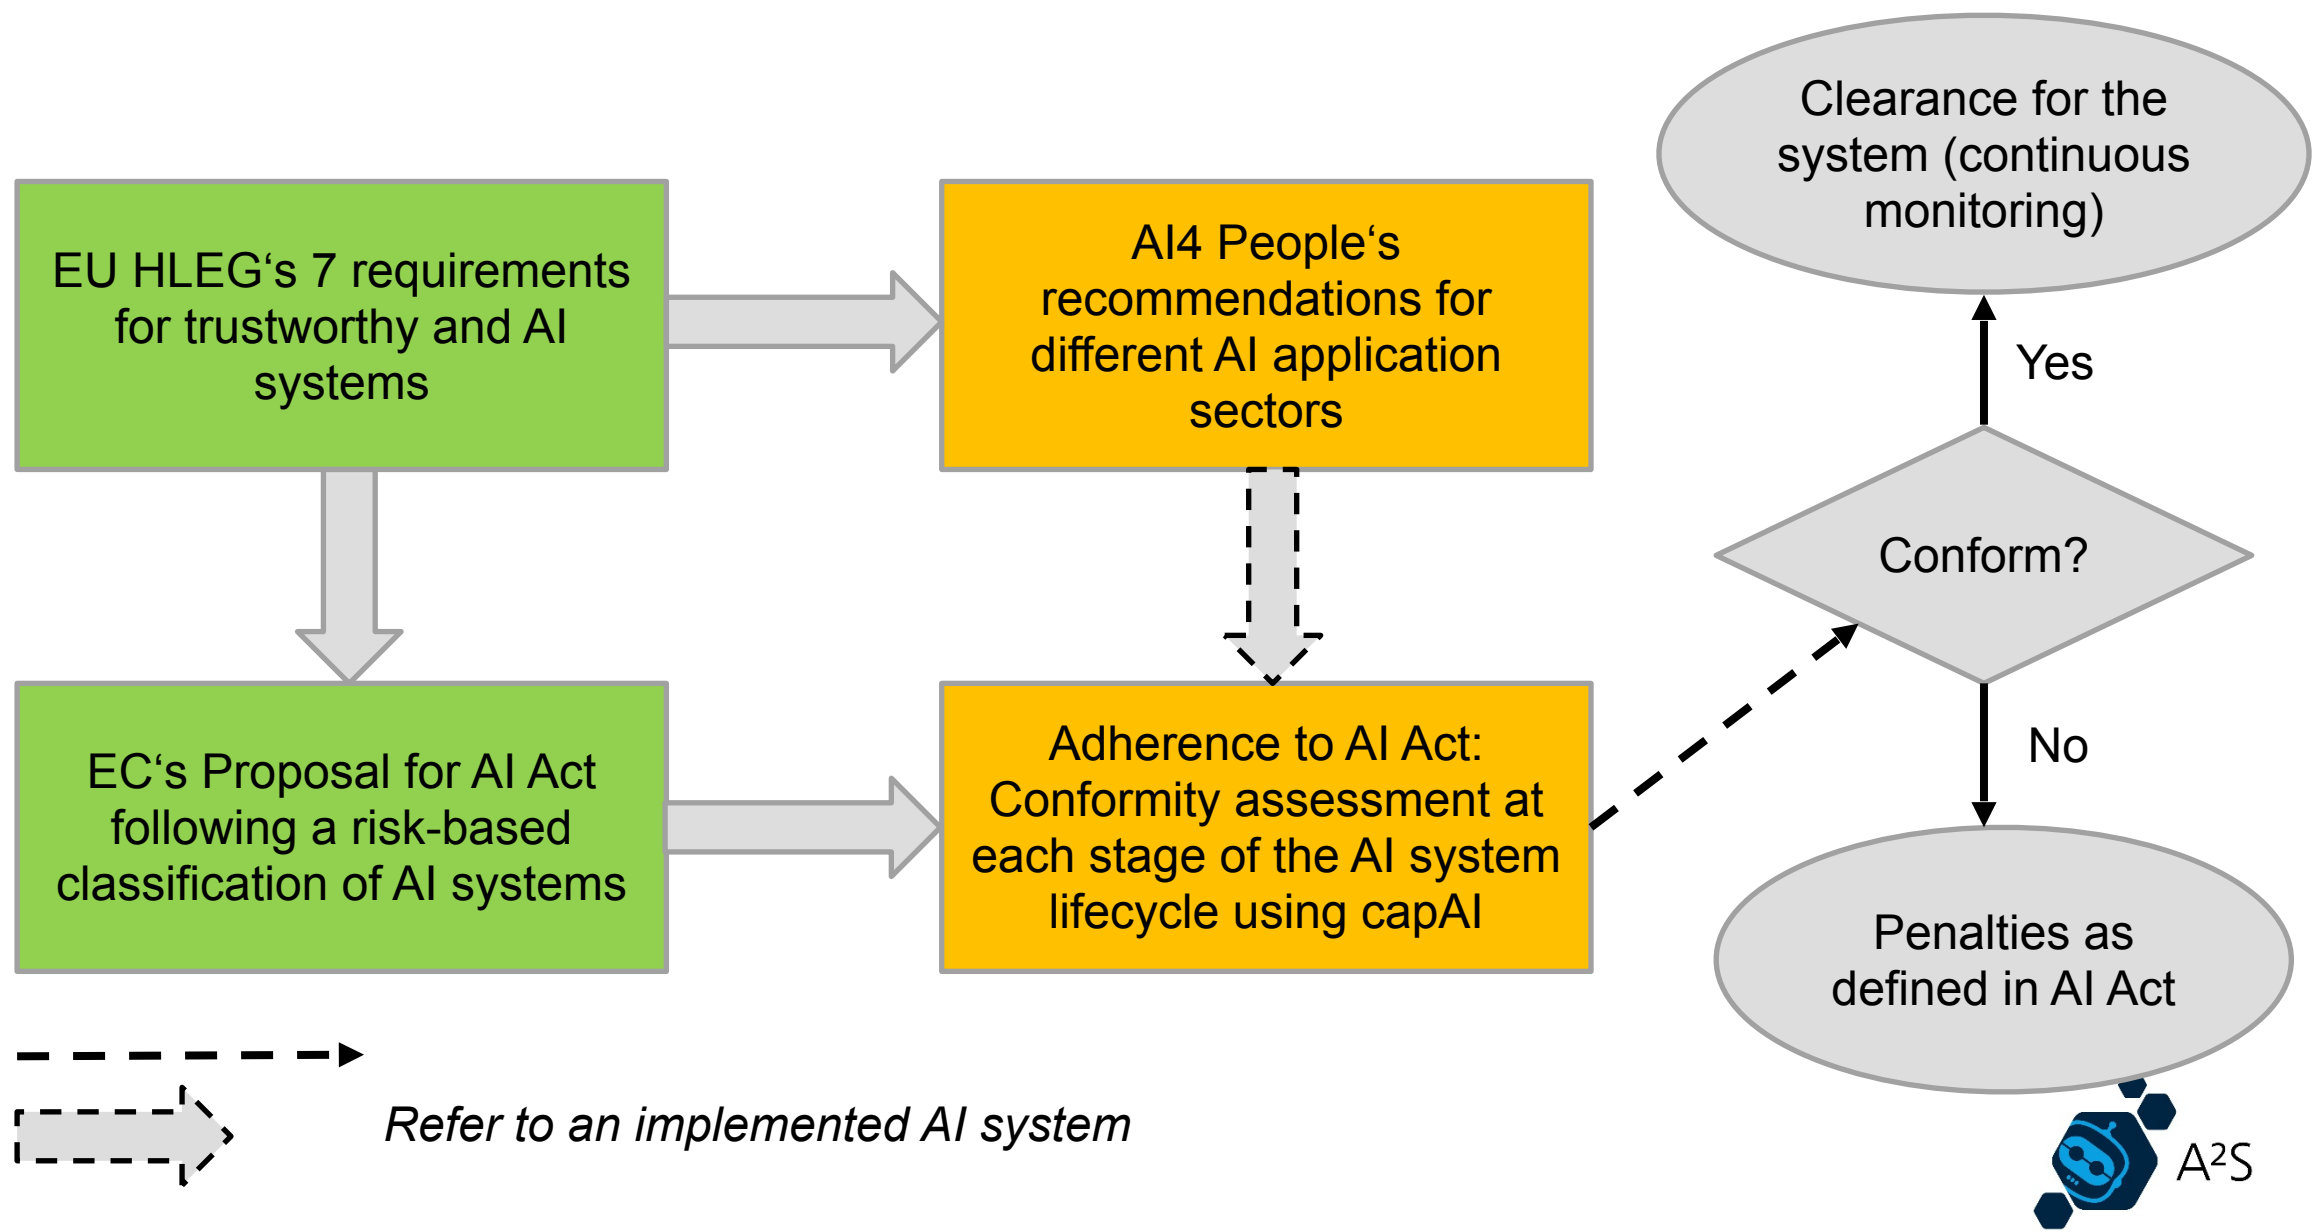 EU HLEG‘s 7 requirements
for trustworthy and AI
systems
AI4 People‘s
recommendations for
different AI application
sectors
Clearance for the
system (continuous
monitoring)
Yes
Conform?
No
EC‘s Proposal for AI Act
following a risk-based
classification of AI systems
Adherence to AI Act:
Conformity assessment at
each stage of the AI system
lifecycle using capAI
Penalties as
defined in AI Act
Refer to an implemented AI system
A²S